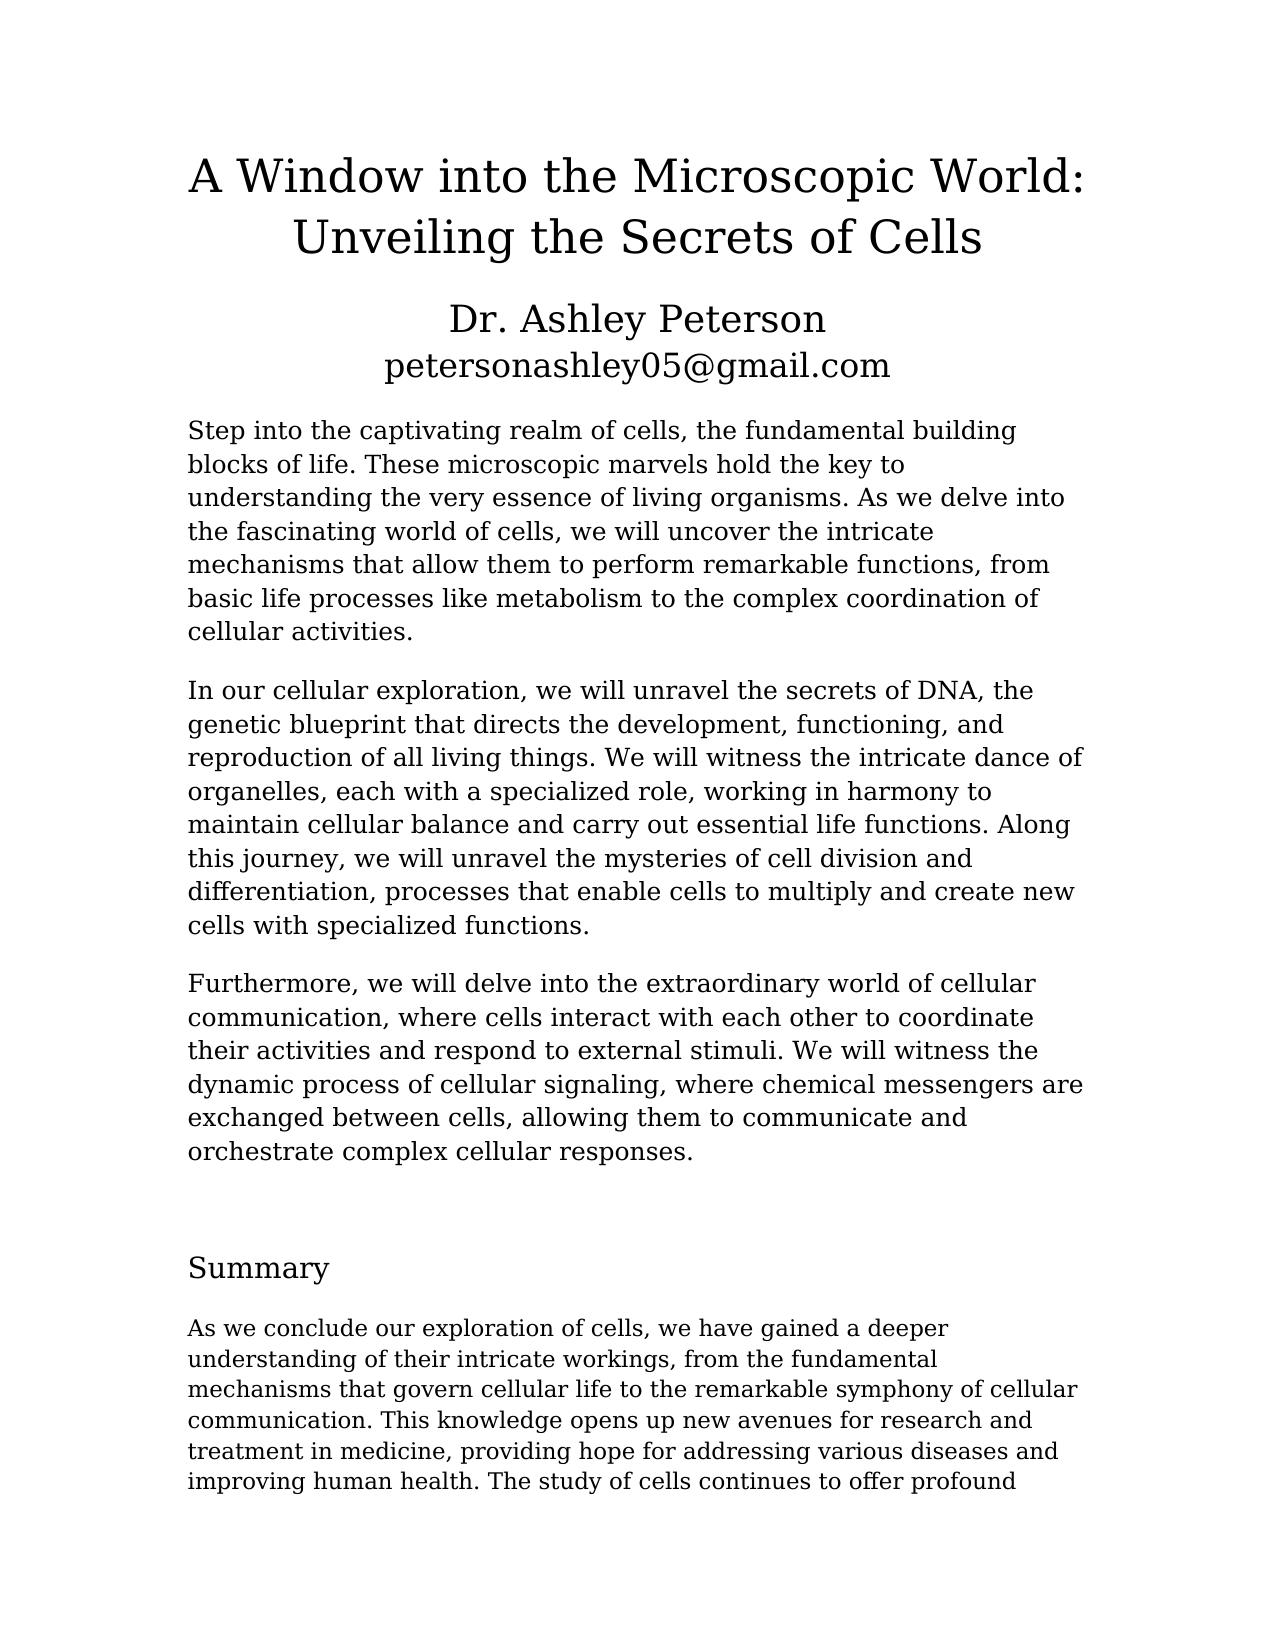 A Window into the Microscopic World:
Unveiling the Secrets of Cells
Dr. Ashley Peterson
petersonashley05@gmail.com
Step into the captivating realm of cells, the fundamental building
blocks of life. These microscopic marvels hold the key to
understanding the very essence of living organisms. As we delve into
the fascinating world of cells, we will uncover the intricate
mechanisms that allow them to perform remarkable functions, from
basic life processes like metabolism to the complex coordination of
cellular activities.
In our cellular exploration, we will unravel the secrets of DNA, the
genetic blueprint that directs the development, functioning, and
reproduction of all living things. We will witness the intricate dance of
organelles, each with a specialized role, working in harmony to
maintain cellular balance and carry out essential life functions. Along
this journey, we will unravel the mysteries of cell division and
differentiation, processes that enable cells to multiply and create new
cells with specialized functions.
Furthermore, we will delve into the extraordinary world of cellular
communication, where cells interact with each other to coordinate
their activities and respond to external stimuli. We will witness the
dynamic process of cellular signaling, where chemical messengers are
exchanged between cells, allowing them to communicate and
orchestrate complex cellular responses.
Summary
As we conclude our exploration of cells, we have gained a deeper
understanding of their intricate workings, from the fundamental
mechanisms that govern cellular life to the remarkable symphony of cellular
communication. This knowledge opens up new avenues for research and
treatment in medicine, providing hope for addressing various diseases and
improving human health. The study of cells continues to offer profound